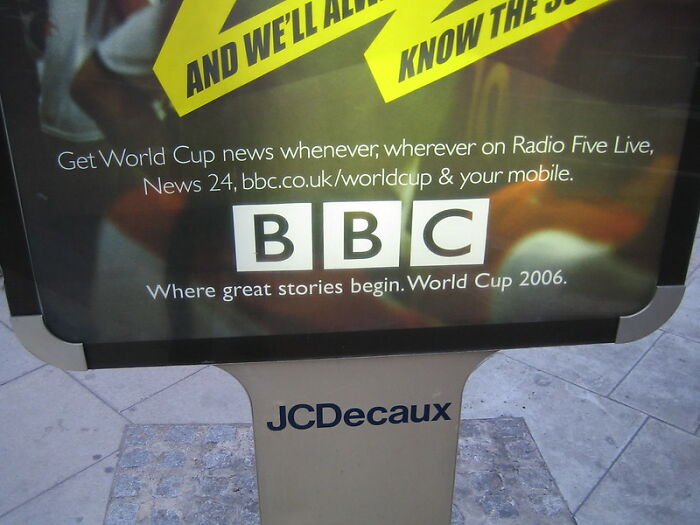 AND WE'LL
KNOW THE
Get World Cup news whenever, wherever on Radio Five Live,
News 24, bbc.co.uk/worldcup & your mobile.
BBC
Where great stories begin. World Cup 2006.
JCDecaux